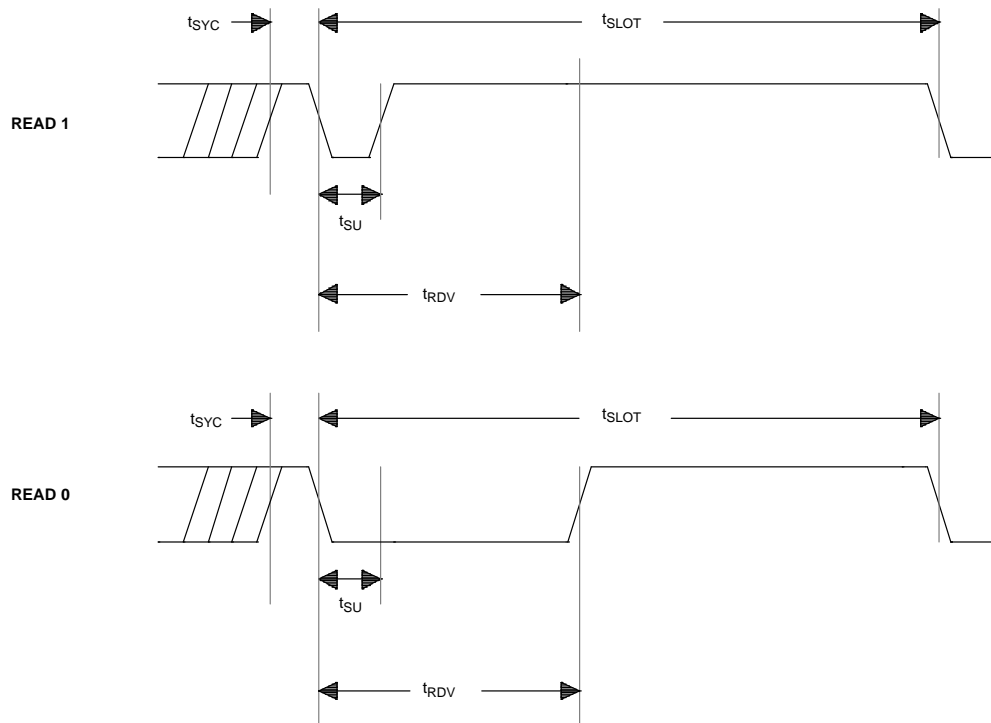 tSYC
tSLOT
READ 1
tSU
tRDV
tSYC
tSLOT
READ 0
tSU
tRDV